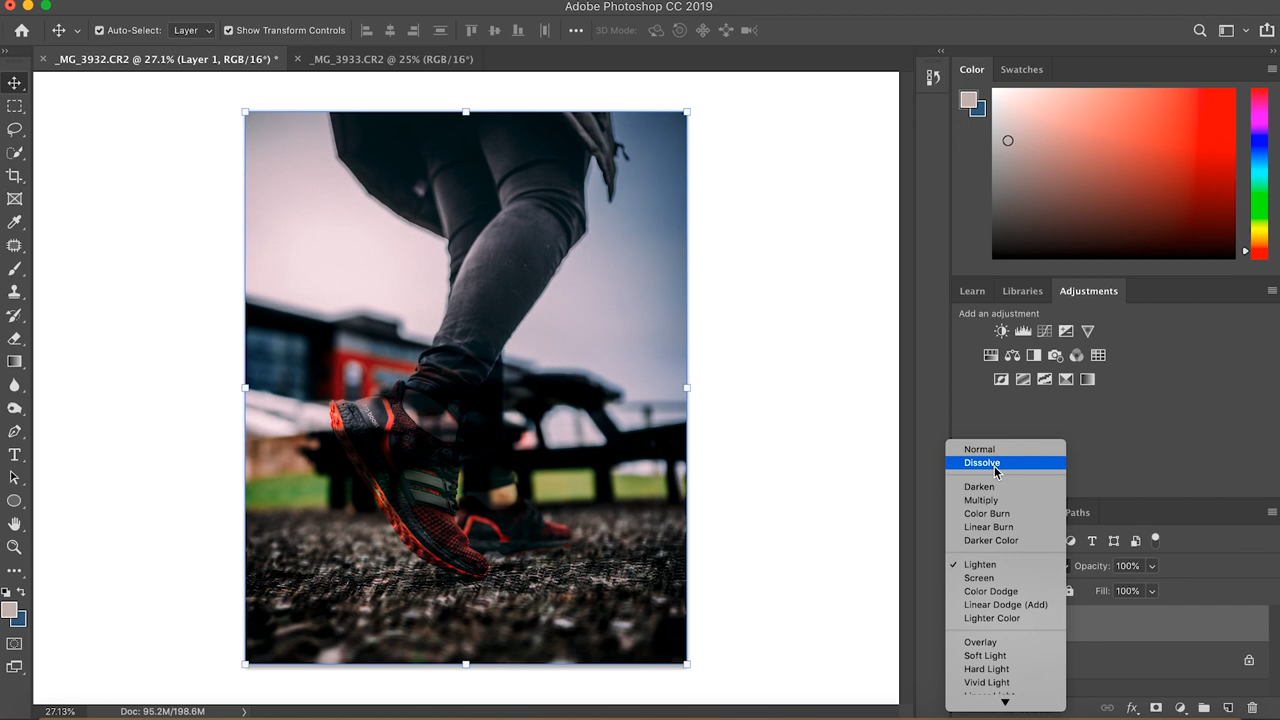 Adobe Photoshop CC 2019
Auto-Select: Layer Show Transform Controls 3D Mode:
_MG_3932.CR2 @ 27.1% (Layer 1, RGB/16*) * _MG_3933.CR2 @ 25% (RGB/16*)
Color Swatches
Learn Libraries Adjustments
Add an adjustment
Normal
Dissolve
Darken
Multiply
Color Burn
Linear Burn
Darker Color
Lighten
Screen
Color Dodge
Linear Dodge (Add)
Lighter Color
Overlay
Soft Light
Hard Light
Vivid Light
Paths
Opacity: 100%
Fill: 100%
27.13% Doc: 95.2M/198.6M